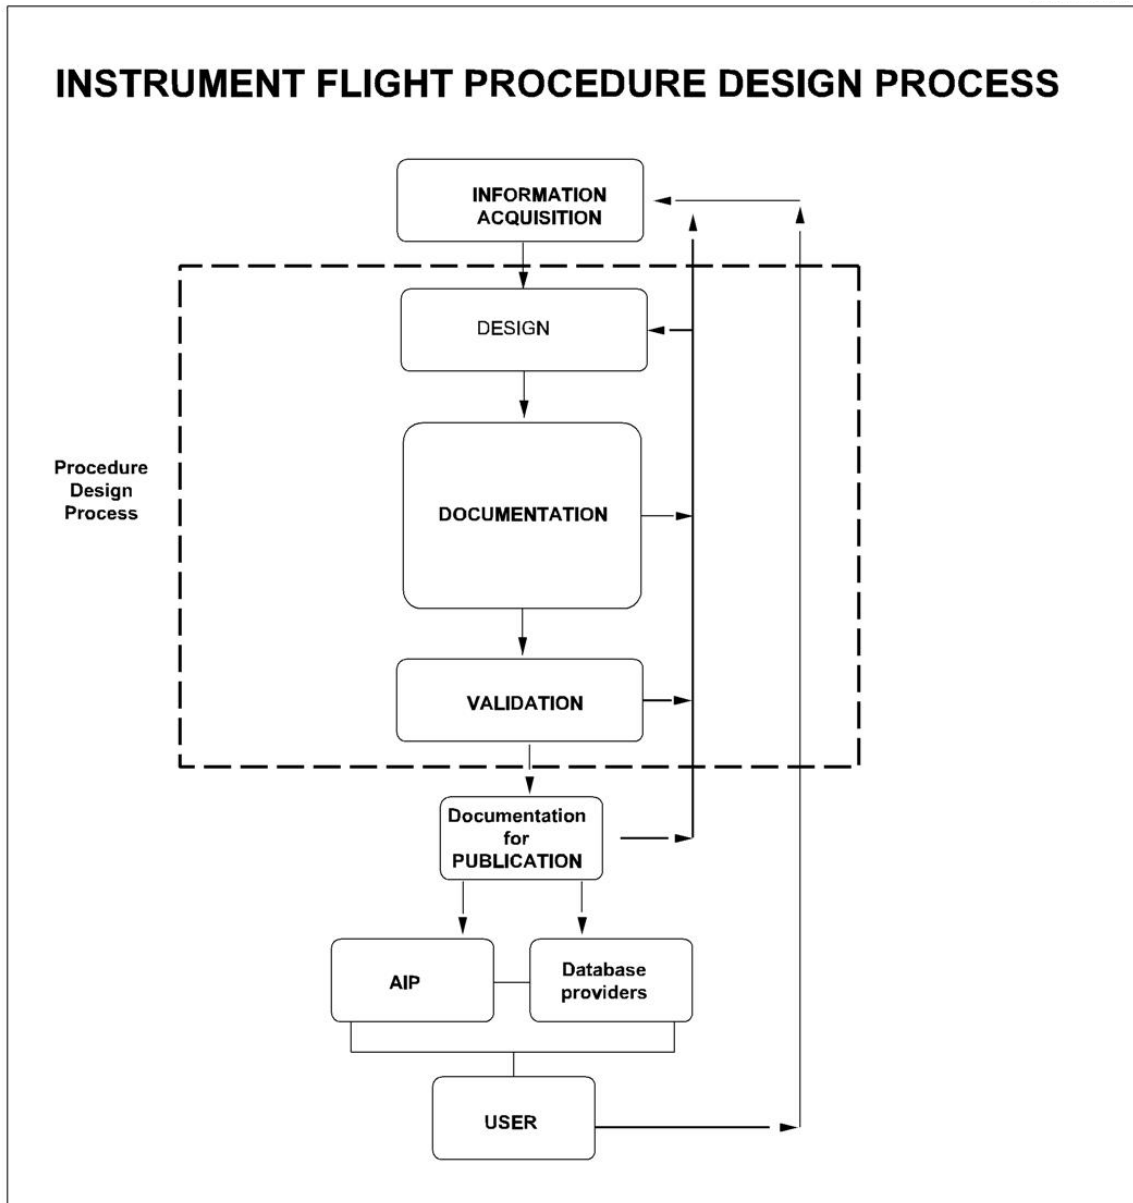 INSTRUMENT FLIGHT PROCEDURE DESIGN PROCESS
INFORMATION
ACQUISITION
DESIGN
Procedure
Design
Process
DOCUMENTATION
VALIDATION
Documentation
for
PUBLICATION
AIP
Database
providers
USER